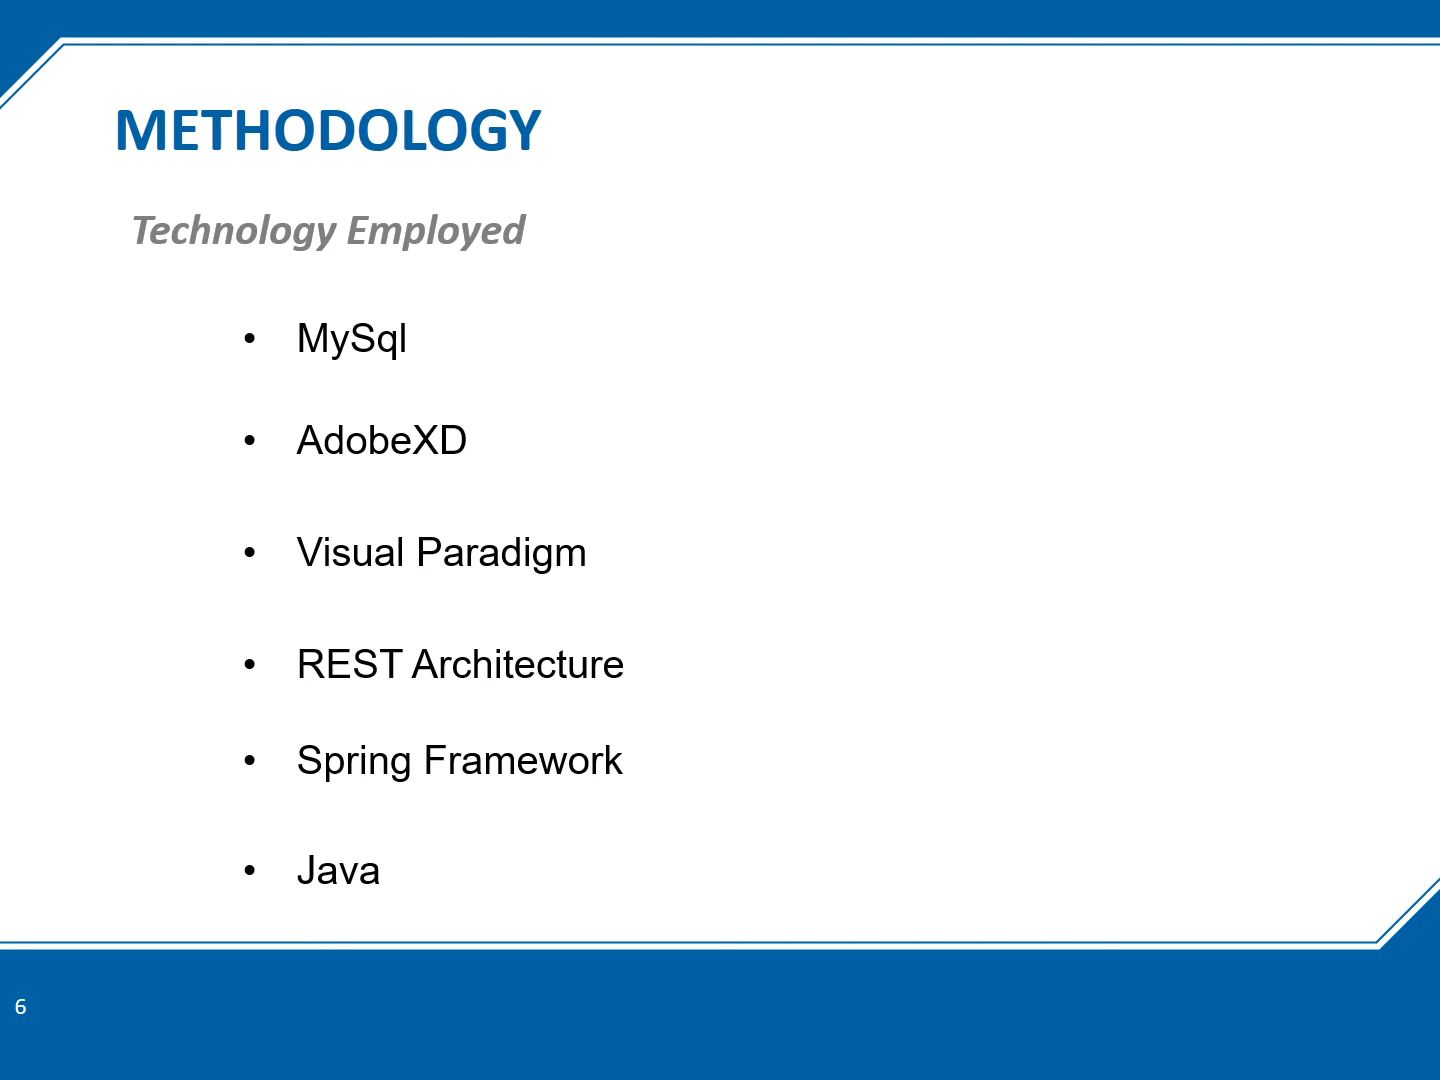 METHODOLOGY
Technology Employed
• MySql
• AdobeXD
• Visual Paradigm
• REST Architecture
• Spring Framework
• Java
6